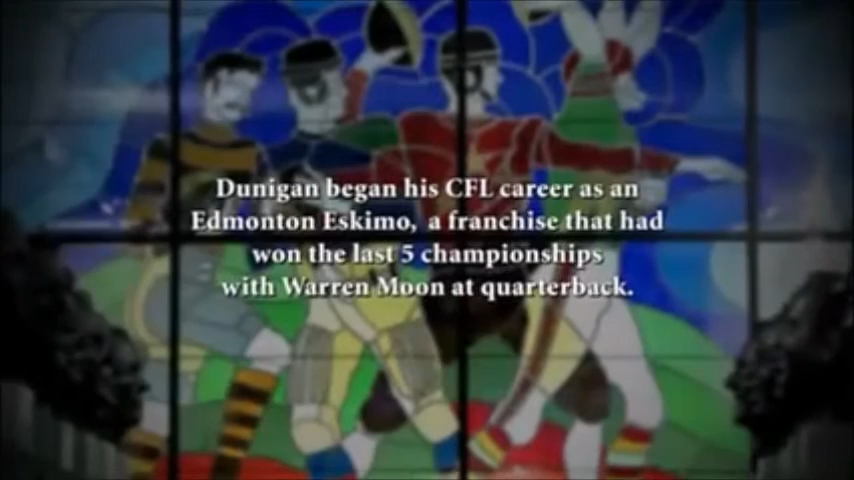 Dunigan began his CFL career as an
Edmonton Eskimo, a franchise that had
won the last 5 championships
with Warren Moon at quarterback.